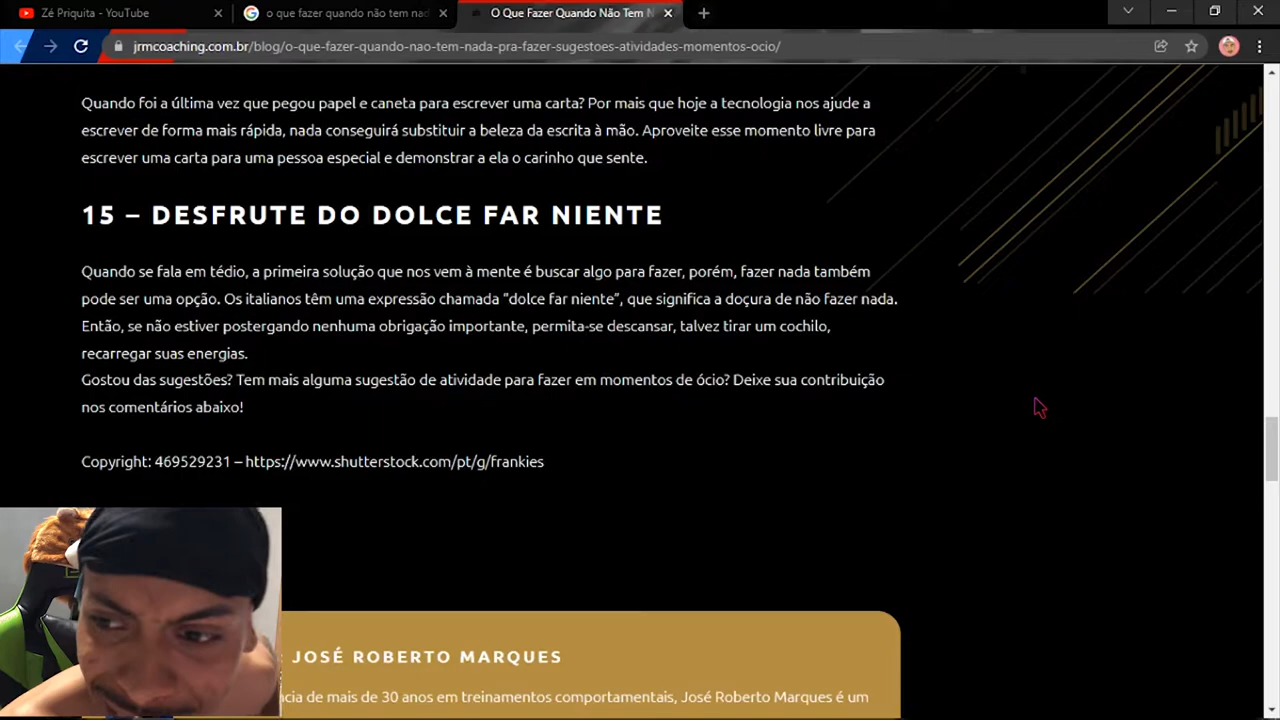 Zé Priquita - YouTube
o que fazer quando não tem nad
O Que Fazer Quando Não Tem N
jrmcoaching.com.br/blog/o-que-fazer-quando-nao-tem-nada-pra-fazer-sugestoes-atividades-momentos-ocio/
Quando foi a última vez que pegou papel e caneta para escrever uma carta? Por mais que hoje a tecnologia nos ajude a
escrever de forma mais rápida, nada conseguirá substituir a beleza da escrita à mão. Aproveite esse momento livre para
escrever uma carta para uma pessoa especial e demonstrar a ela o carinho que sente.
15 – DESFRUTE DO DOLCE FAR NIENTE
Quando se fala em tédio, a primeira solução que nos vem à mente é buscar algo para fazer, porém, fazer nada também
pode ser uma opção. Os italianos têm uma expressão chamada “dolce far niente”, que significa a doçura de não fazer nada.
Então, se não estiver postergando nenhuma obrigação importante, permita-se descansar, talvez tirar um cochilo,
recarregar suas energias.
Gostou das sugestões? Tem mais alguma sugestão de atividade para fazer em momentos de ócio? Deixe sua contribuição
nos comentários abaixo!
Copyright: 469529231 – https://www.shutterstock.com/pt/g/frankies
JOSÉ ROBERTO MARQUES
ncia de mais de 30 anos em treinamentos comportamentais, José Roberto Marques é um